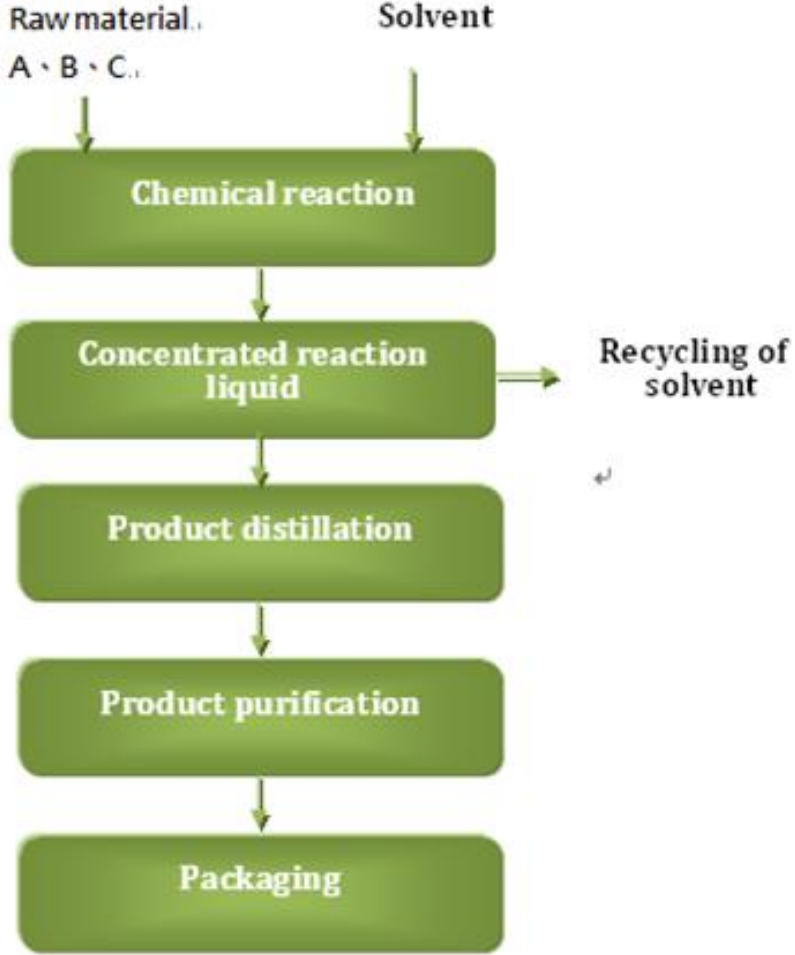 Raw material
Solvent
A、B、C
Chemical reaction
Concentrated reaction
liquid
Recycling of
solvent
Product distillation
Product purification
Packaging